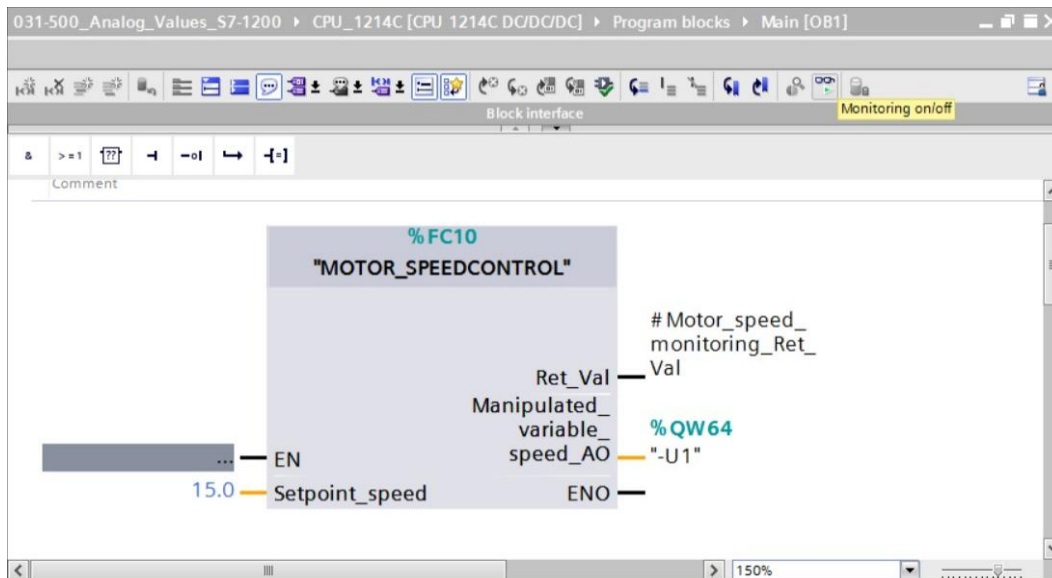 031-500_Analog_Values_S7-1200 ▸ CPU_1214C [CPU 1214C DC/DC/DC] ▸ Program blocks ▸ Main [OB1]
Monitoring on/off
Block interface
& >=1 ?? ⊣ -o| ↦ -[=]
Comment
%FC10
"MOTOR_SPEEDCONTROL"
#Motor_speed_
monitoring_Ret_
Val
Ret_Val
Manipulated_
variable_
speed_AO
%QW64
"-U1"
... EN
15.0 Setpoint_speed
ENO
150%